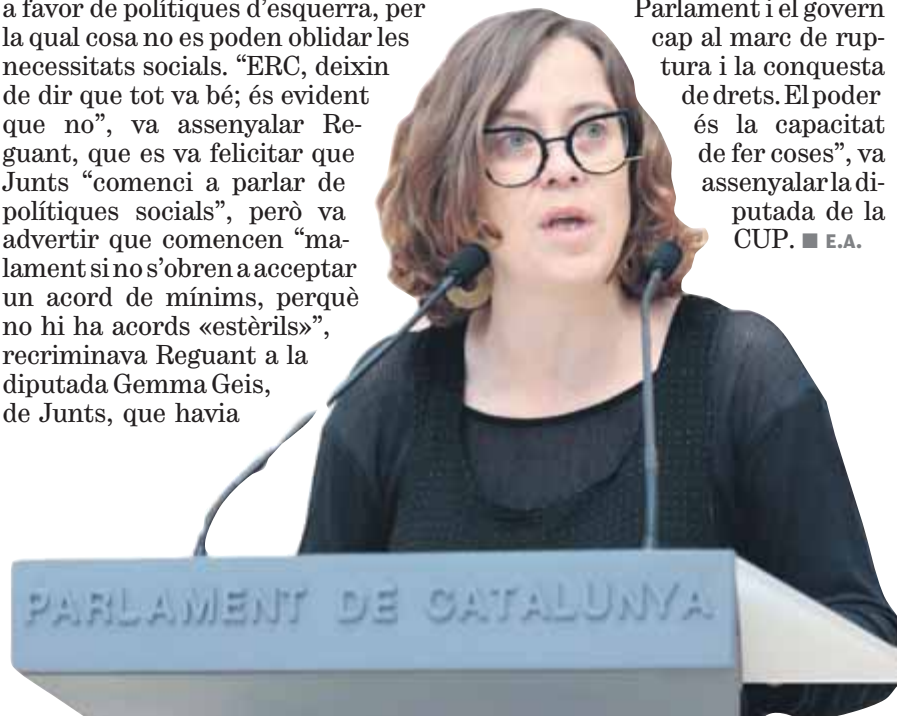 a favor de polítiques d’esquerra, per
la qual cosa no es poden oblidar les
necessitats socials. “ERC, deixin
de dir que tot va bé; és evident
que no”, va assenyalar Re-
guant, que es va felicitar que
Junts “comenci a parlar de
polítiques socials”, però va
advertir que comencen “ma-
lament si no s’obren a acceptar
un acord de mínims, perquè
no hi ha acords «estèrils»”,
recriminava Reguant a la
diputada Gemma Geis,
de Junts, que havia
Parlament i el govern
cap al marc de rup-
tura i la conquesta
de drets. El poder
és la capacitat
de fer coses”, va
assenyalar la di-
putada de la
CUP. ■ E.A.
PARLAMENT DE CATALUNYA